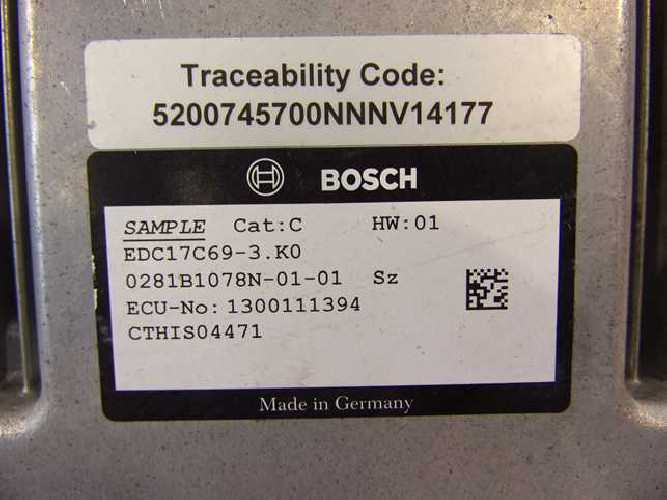 Traceability Code:
5200745700NNNV14177
BOSCH
SAMPLE Cat:C HW:01
EDC17C69-3.K0
0281B1078N-01-01 Sz
ECU-No: 1300111394
CTHIS04471
Made in Germany